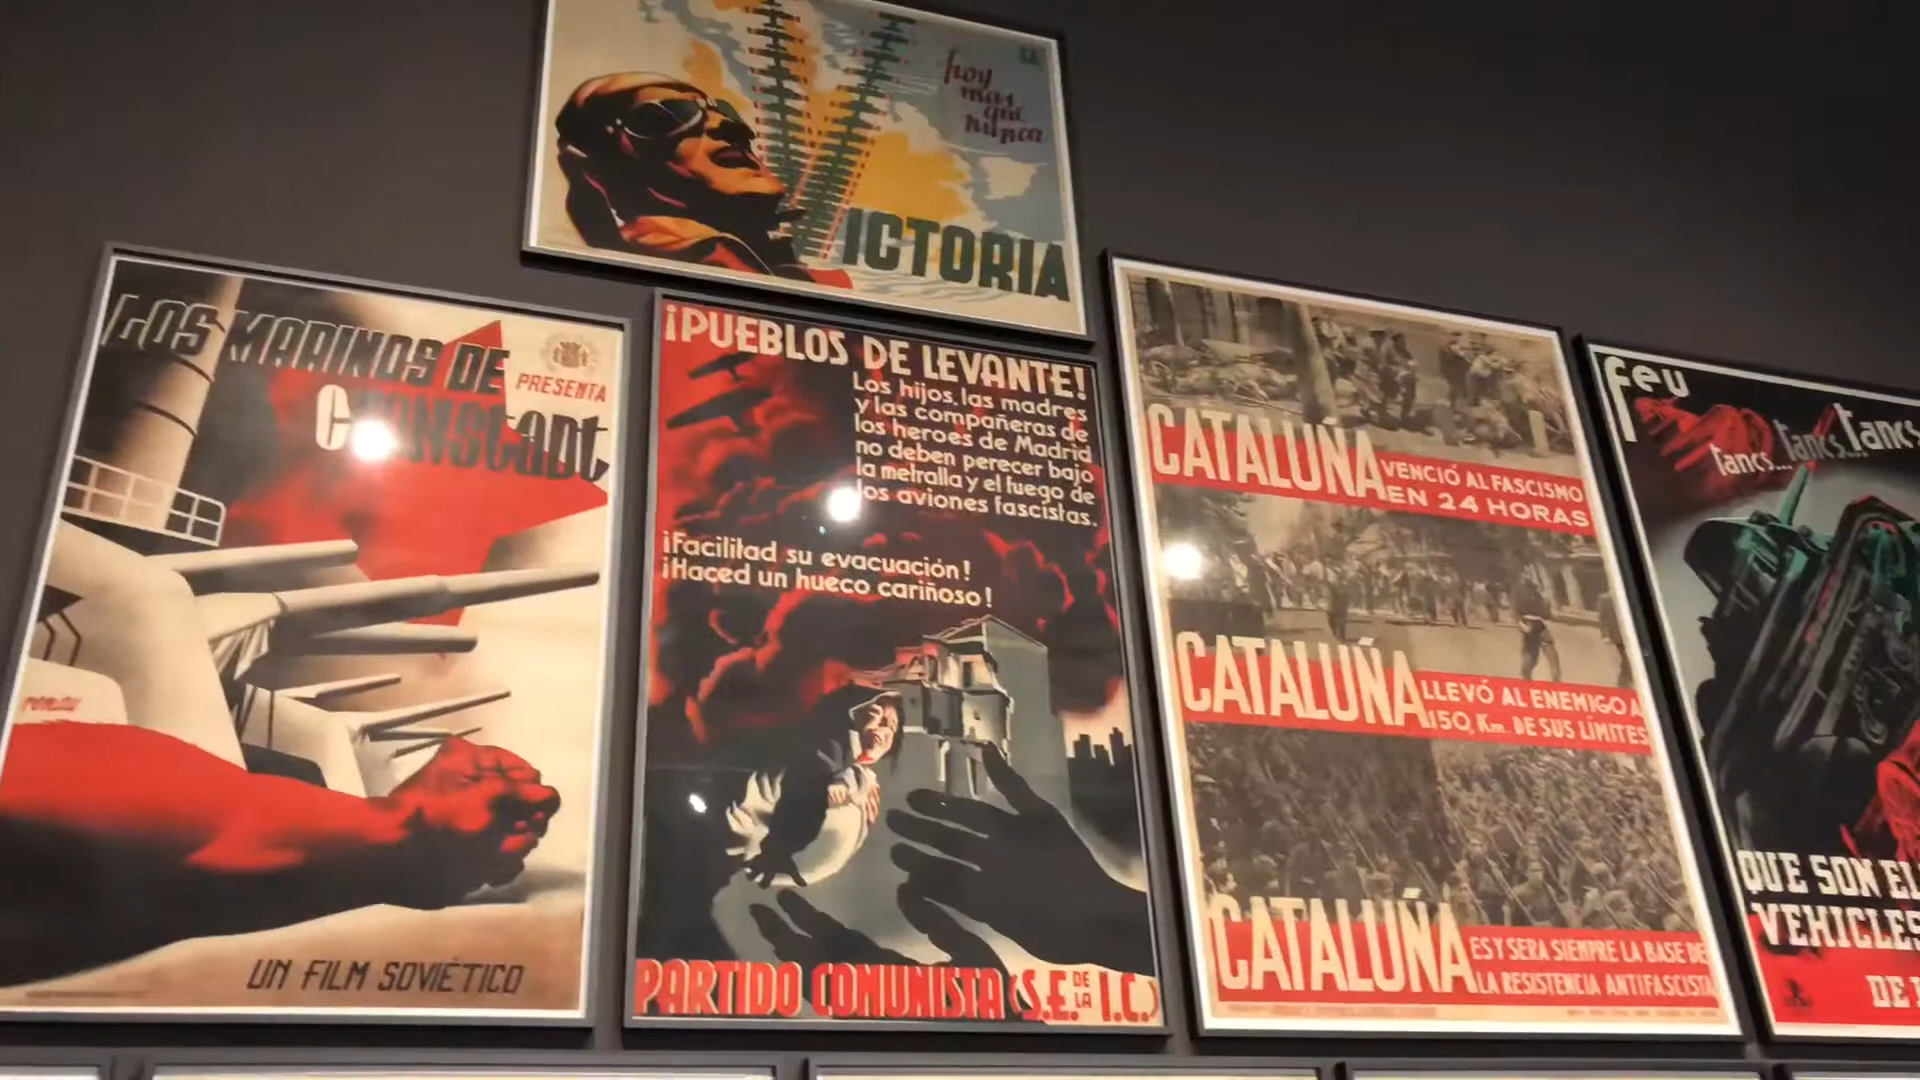 hoy
mas
que
nunca
VICTORIA
LOS MARINOS DE
PRESENTA
CRONSTADT
UN FILM SOVIÉTICO
¡PUEBLOS DE LEVANTE!
Los hijos, las madres
y las compañeras de
los heroes de Madrid
no deben perecer bajo
la metralla y el fuego de
los aviones fascistas.
¡Facilitad su evacuación!
¡Haced un hueco cariñoso!
PARTIDO COMUNISTA (S.E. DE LA I.C.)
CATALUÑA VENCIÓ AL FASCISMO
EN 24 HORAS
CATALUÑA LLEVÓ AL ENEMIGO A
150, Km. DE SUS LÍMITES
CATALUÑA ES Y SERA SIEMPRE LA BASE DE
LA RESISTENCIA ANTIFASCISTA
Feu
tancs... tancs... tancs
QUE SON EL
VEHICLES
DE